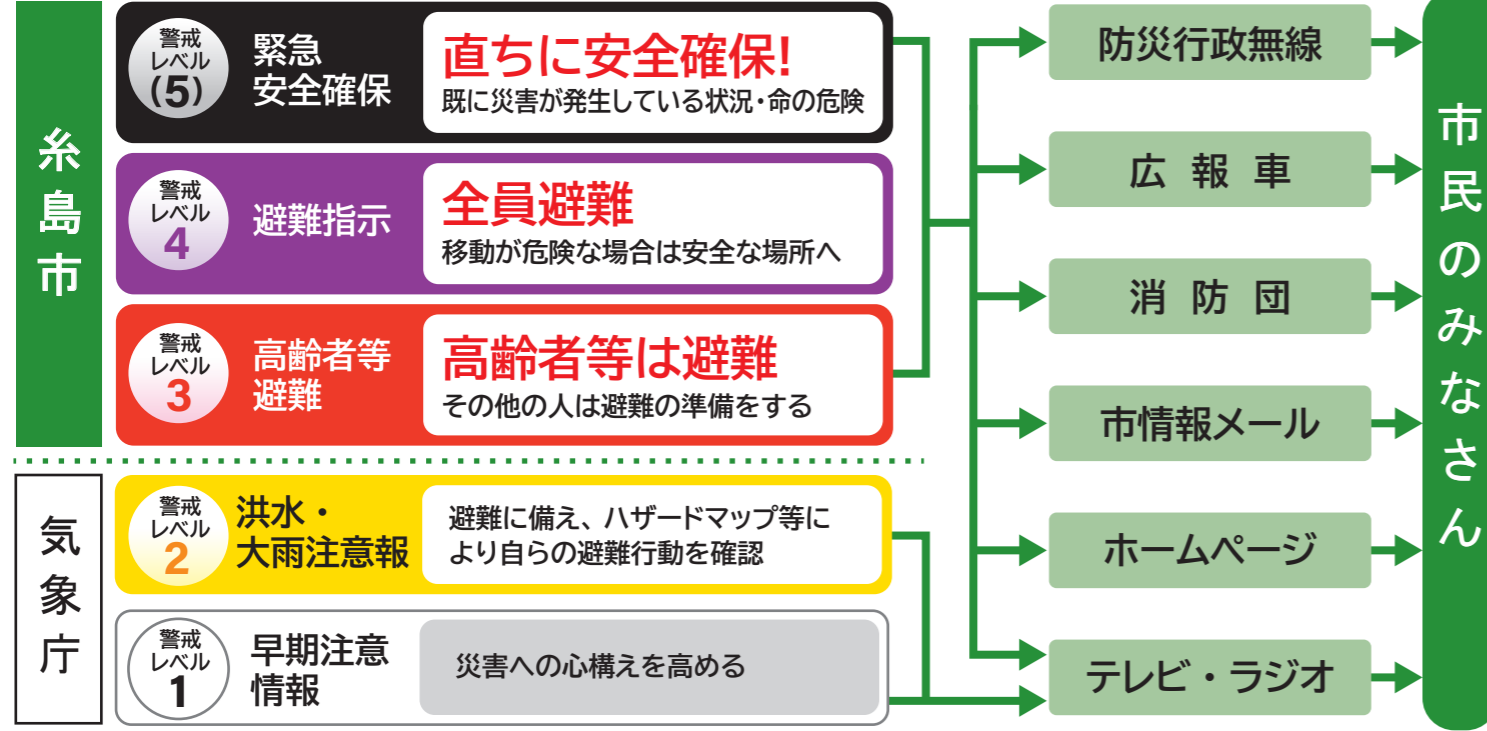 糸島市
警戒
レベル
(5)
緊急
安全確保
直ちに安全確保!
既に災害が発生している状況・命の危険
警戒
レベル
4
避難指示
全員避難
移動が危険な場合は安全な場所へ
警戒
レベル
3
高齢者等
避難
高齢者等は避難
その他の人は避難の準備をする
気象庁
警戒
レベル
2
洪水・
大雨注意報
避難に備え、ハザードマップ等に
より自らの避難行動を確認
警戒
レベル
1
早期注意
情報
災害への心構えを高める
防災行政無線
広報車
消防団
市情報メール
ホームページ
テレビ・ラジオ
市民のみなさん